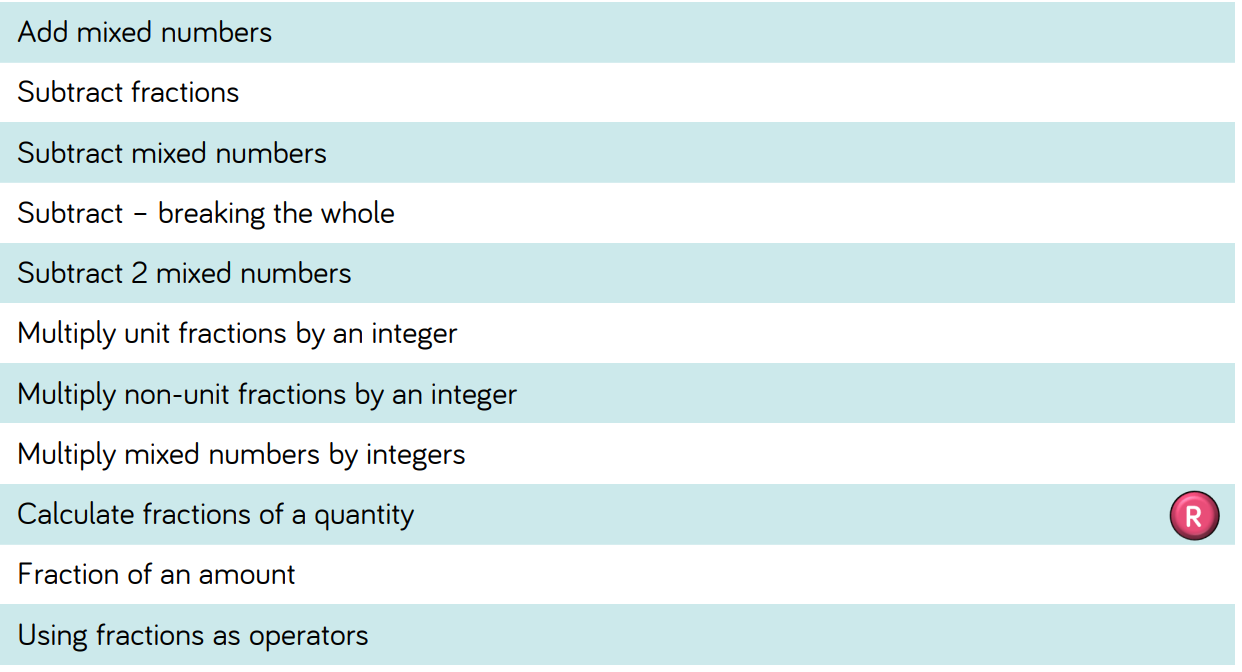 Add mixed numbers
Subtract fractions
Subtract mixed numbers
Subtract – breaking the whole
Subtract 2 mixed numbers
Multiply unit fractions by an integer
Multiply non-unit fractions by an integer
Multiply mixed numbers by integers
Calculate fractions of a quantity R
Fraction of an amount
Using fractions as operators